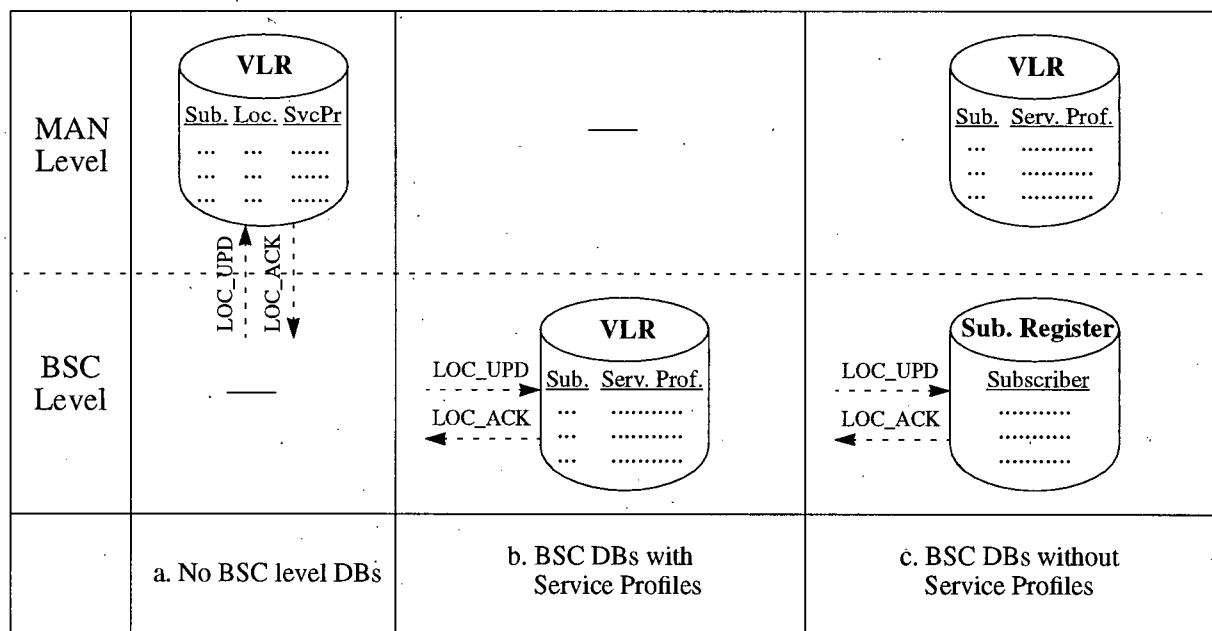 MAN
Level
VLR
Sub. Loc. SvcPr
... ... ......
... ... ......
... ... ......
LOC_UPD
LOC_ACK
—
VLR
Sub. Serv. Prof.
... ...........
... ...........
... ...........
BSC
Level
—
LOC_UPD
LOC_ACK
VLR
Sub. Serv. Prof.
... ...........
... ...........
... ...........
LOC_UPD
LOC_ACK
Sub. Register
Subscriber
...........
...........
...........
a. No BSC level DBs
b. BSC DBs with
Service Profiles
c. BSC DBs without
Service Profiles